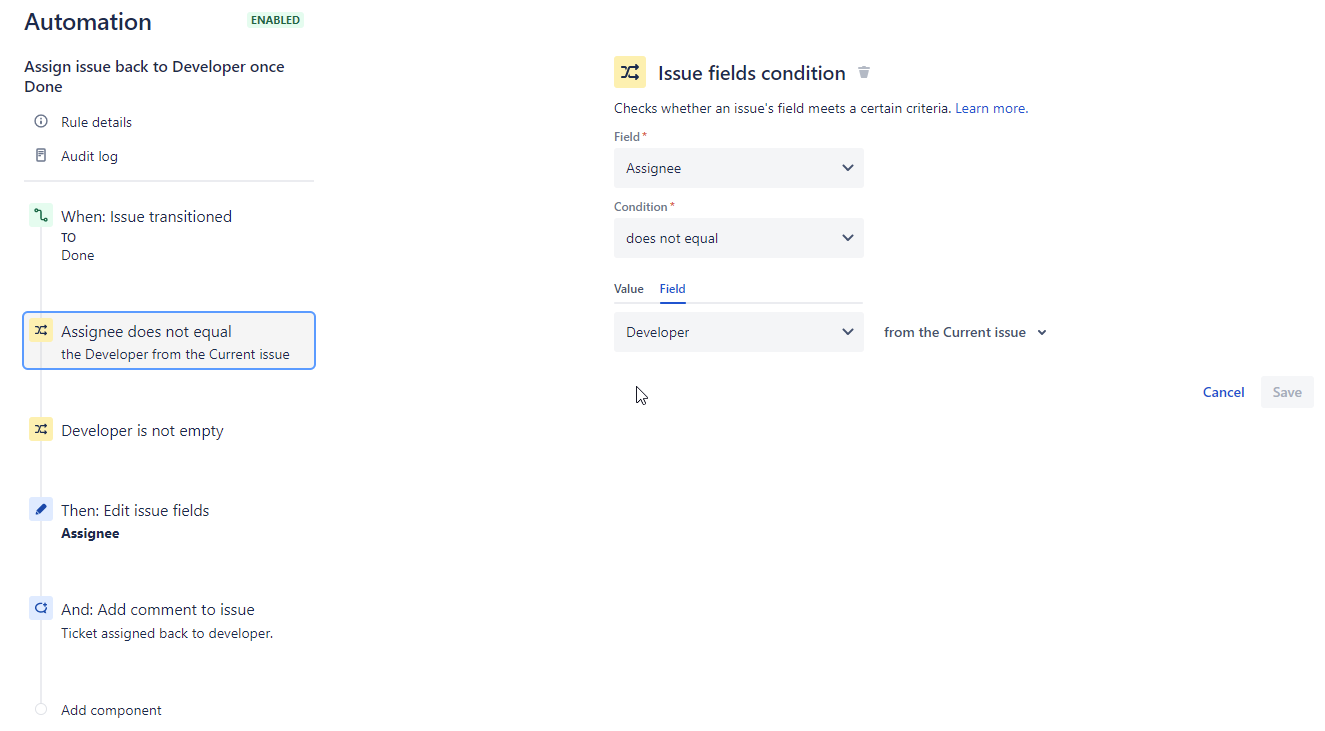 Automation
ENABLED
Assign issue back to Developer once
Done
Rule details
Audit log
When: Issue transitioned
TO
Done
Assignee does not equal
the Developer from the Current issue
Developer is not empty
Then: Edit issue fields
Assignee
And: Add comment to issue
Ticket assigned back to developer.
Add component
Issue fields condition
Checks whether an issue's field meets a certain criteria. Learn more.
Field*
Assignee
Condition*
does not equal
Value Field
Developer
from the Current issue
Cancel
Save